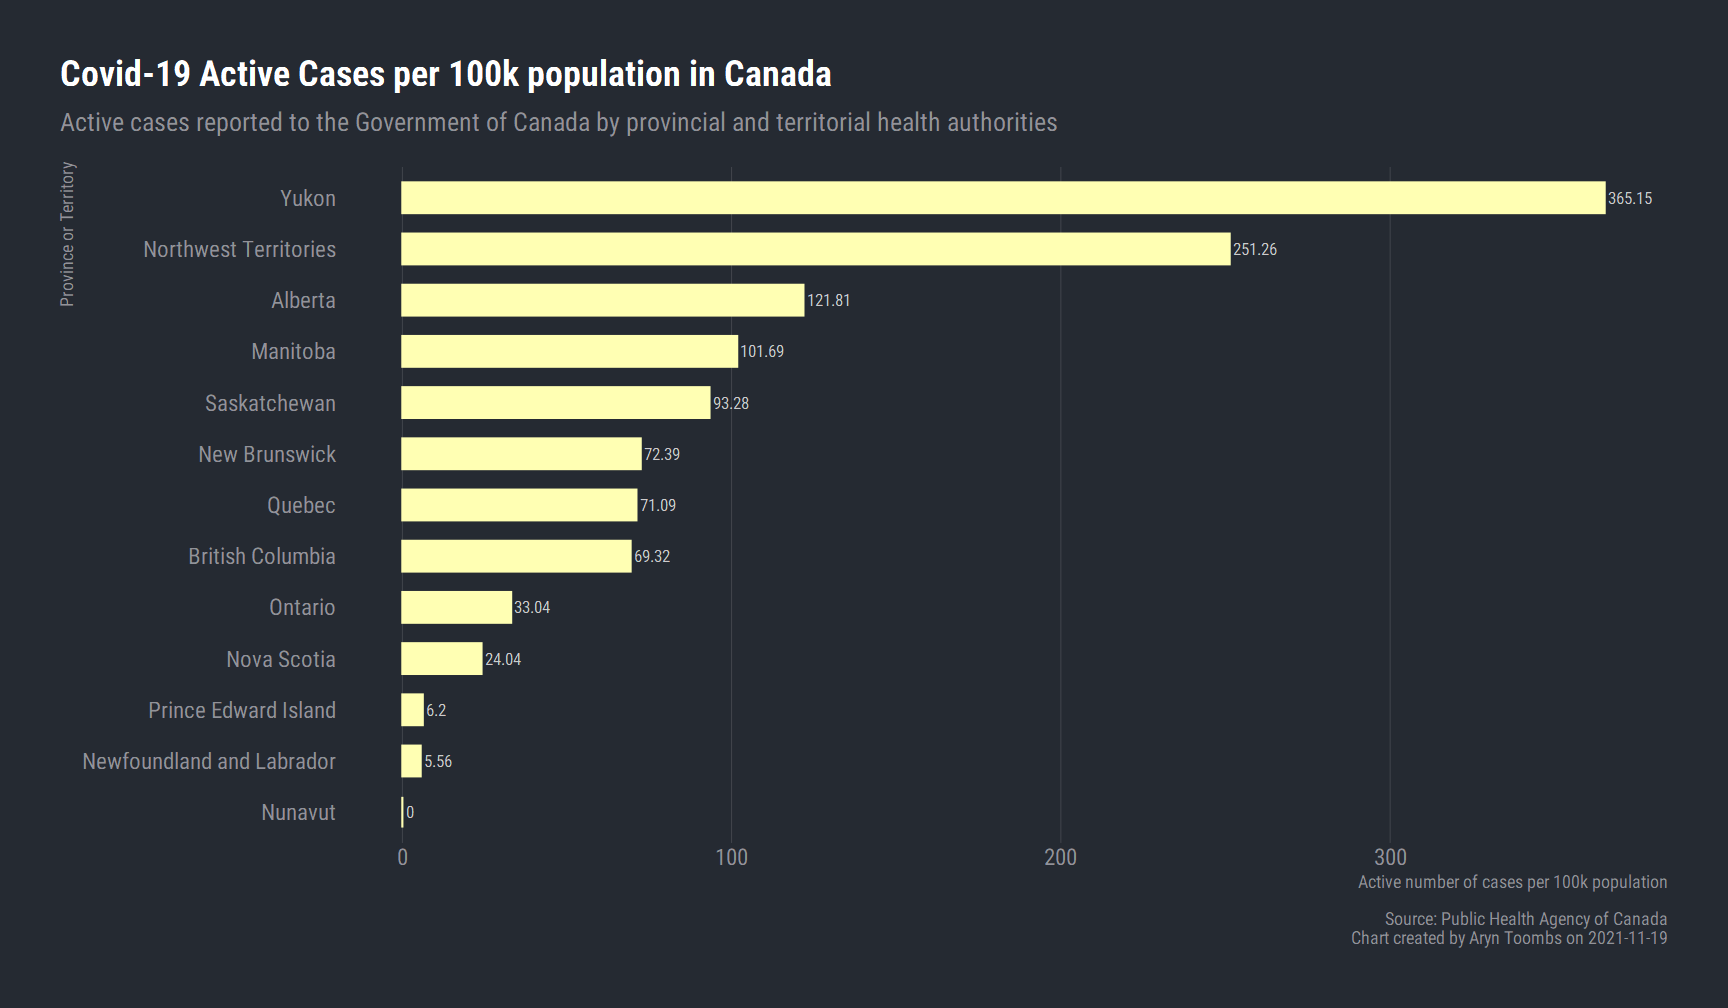 Covid-19 Active Cases per 100k population in Canada
Active cases reported to the Government of Canada by provincial and territorial health authorities
Province or Territory
Yukon 365.15
Northwest Territories 251.26
Alberta 121.81
Manitoba 101.69
Saskatchewan 93.28
New Brunswick 72.39
Quebec 71.09
British Columbia 69.32
Ontario 33.04
Nova Scotia 24.04
Prince Edward Island 6.2
Newfoundland and Labrador 5.56
Nunavut 0
0 100 200 300
Active number of cases per 100k population
Source: Public Health Agency of Canada
Chart created by Aryn Toombs on 2021-11-19